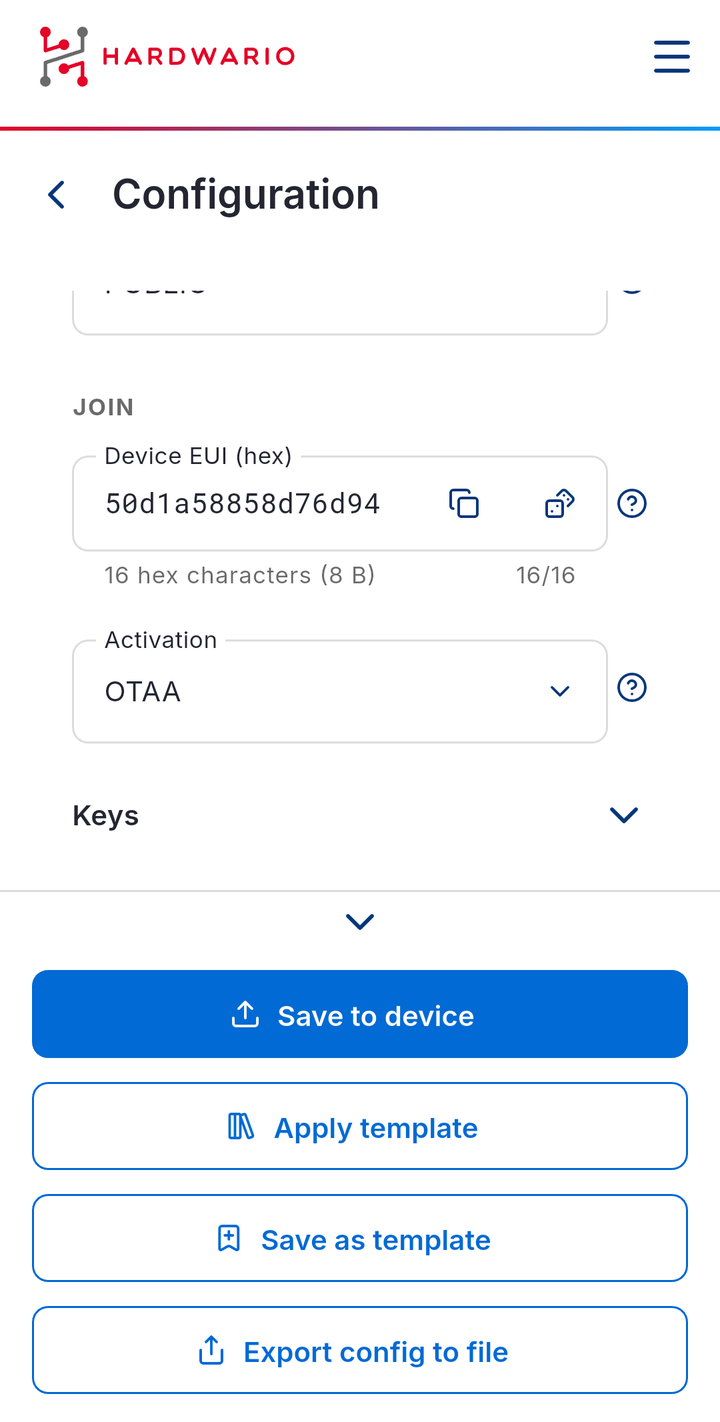 HARDWARIO
Configuration
JOIN
Device EUI (hex)
50d1a58858d76d94
16 hex characters (8 B)
16/16
Activation
OTAA
Keys
Save to device
Apply template
Save as template
Export config to file